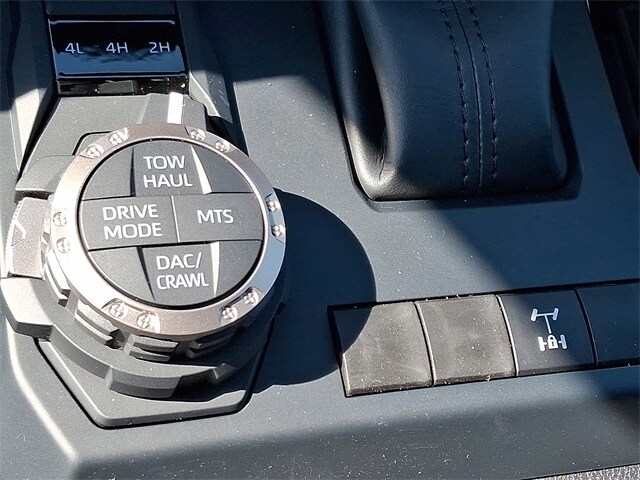 4L 4H 2H
TOW
HAUL
DRIVE
MODE
MTS
DAC/
CRAWL